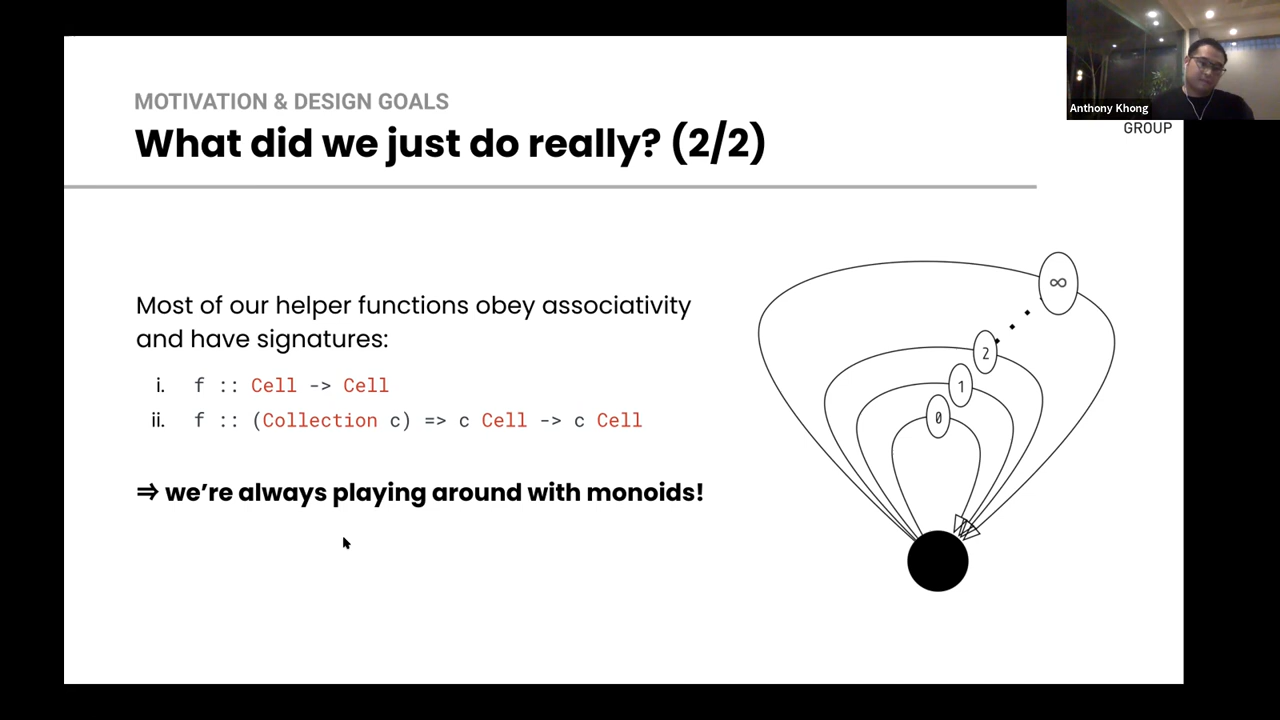 MOTIVATION & DESIGN GOALS
What did we just do really? (2/2)
Anthony Khong
GROUP
Most of our helper functions obey associativity
and have signatures:
i. f :: Cell -> Cell
ii. f :: (Collection c) => c Cell -> c Cell
⇒ we’re always playing around with monoids!
∞
2
1
0